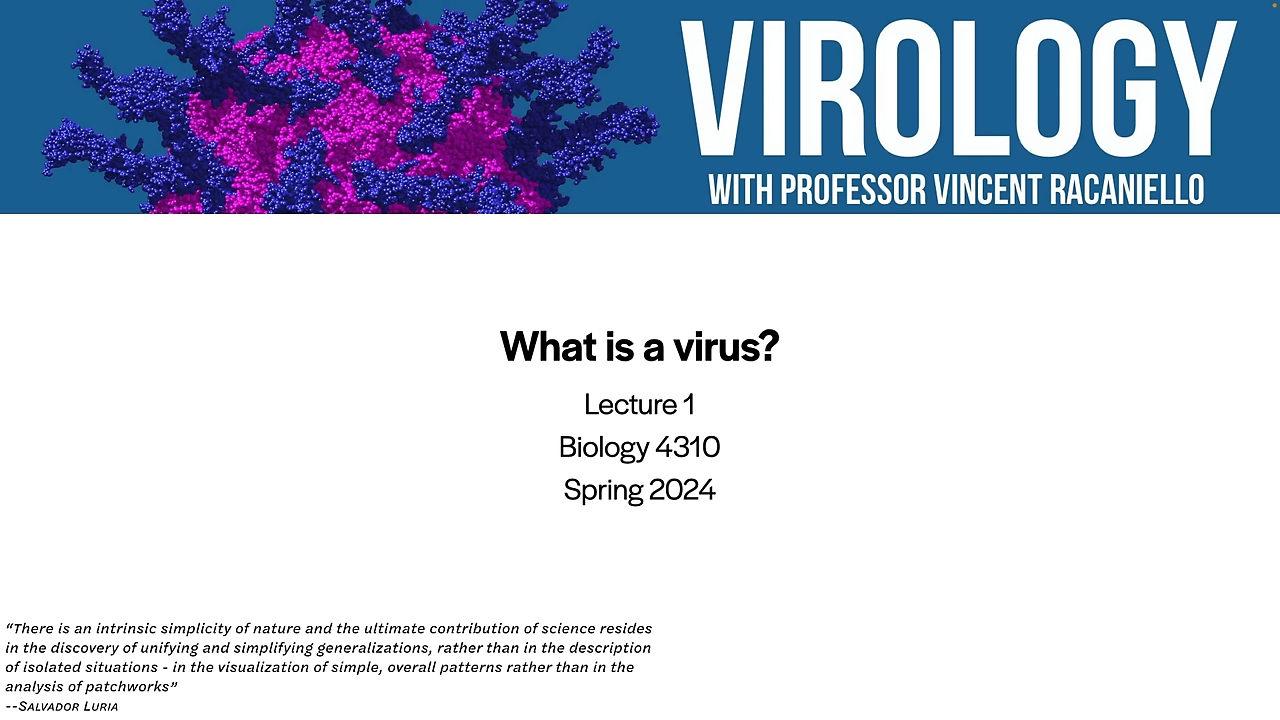 VIROLOGY
WITH PROFESSOR VINCENT RACANIELLO
What is a virus?
Lecture 1
Biology 4310
Spring 2024
“There is an intrinsic simplicity of nature and the ultimate contribution of science resides
in the discovery of unifying and simplifying generalizations, rather than in the description
of isolated situations - in the visualization of simple, overall patterns rather than in the
analysis of patchworks”
--SALVADOR LURIA